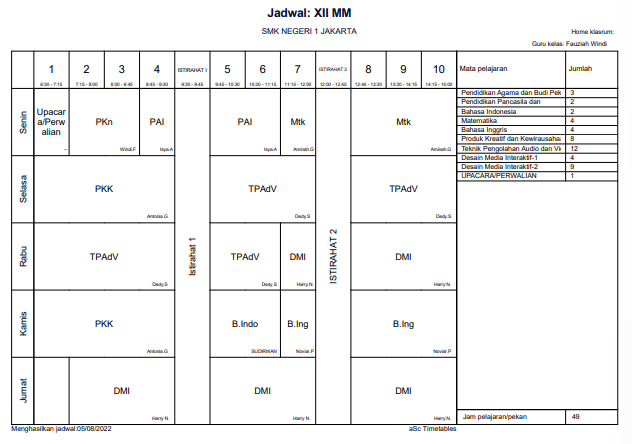 Jadwal: XII MM
SMK NEGERI 1 JAKARTA
Home klasrum:
Guru kelas: Fauziah Windi
1 2 3 4 ISTIRAHAT I 5 6 7 ISTIRAHAT 2 8 9 10 Mata pelajaran Jumlah
6:30 - 7:15 7:15 - 8:00 8:00 - 8:45 8:45 - 9:30 9:30 - 9:45 9:45 - 10:30 10:30 - 11:15 11:15 - 12:00 12:00 - 12:45 12:45 - 13:30 13:30 - 14:15 14:15 - 15:00
Senin
Upacar
a/Perw
alian
--
PKn
Windi.F
PAI
Isya.A
PAI
Isya.A
Mtk
Aminah.G
Mtk
Aminah.G
Selasa
PKK
Antonia.G
TPAdV
Dedy.S
TPAdV
Dedy.S
Rabu
TPAdV
Dedy.S
TPAdV
Dedy.S
DMI
Harry N.
DMI
Harry N.
Kamis
PKK
Antonia.G
B.Indo
SUDIRMAN
B.Ing
Noviar.P
B.Ing
Noviar.P
Jumat
DMI
Harry N.
DMI
Harry N.
DMI
Harry N.
Istirahat 1
ISTIRAHAT 2
Pendidikan Agama dan Budi Pek 3
Pendidikan Pancasila dan 2
Bahasa Indonesia 2
Matematika 4
Bahasa Inggris 4
Produk Kreatif dan Kewirausaha 8
Teknik Pengolahan Audio dan Vi 12
Desain Media Interaktif-1 4
Desain Media Interaktif-2 9
UPACARA/PERWALIAN 1
Jam pelajaran/pekan 49
Menghasilkan jadwal:05/08/2022
aSc Timetables